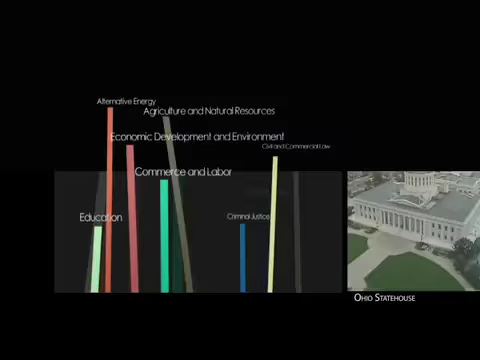 Alternative Energy
Agriculture and Natural Resources
Economic Development and Environment
Civil and Commercial Law
Commerce and Labor
Education
Criminal Justice
Ohio Statehouse